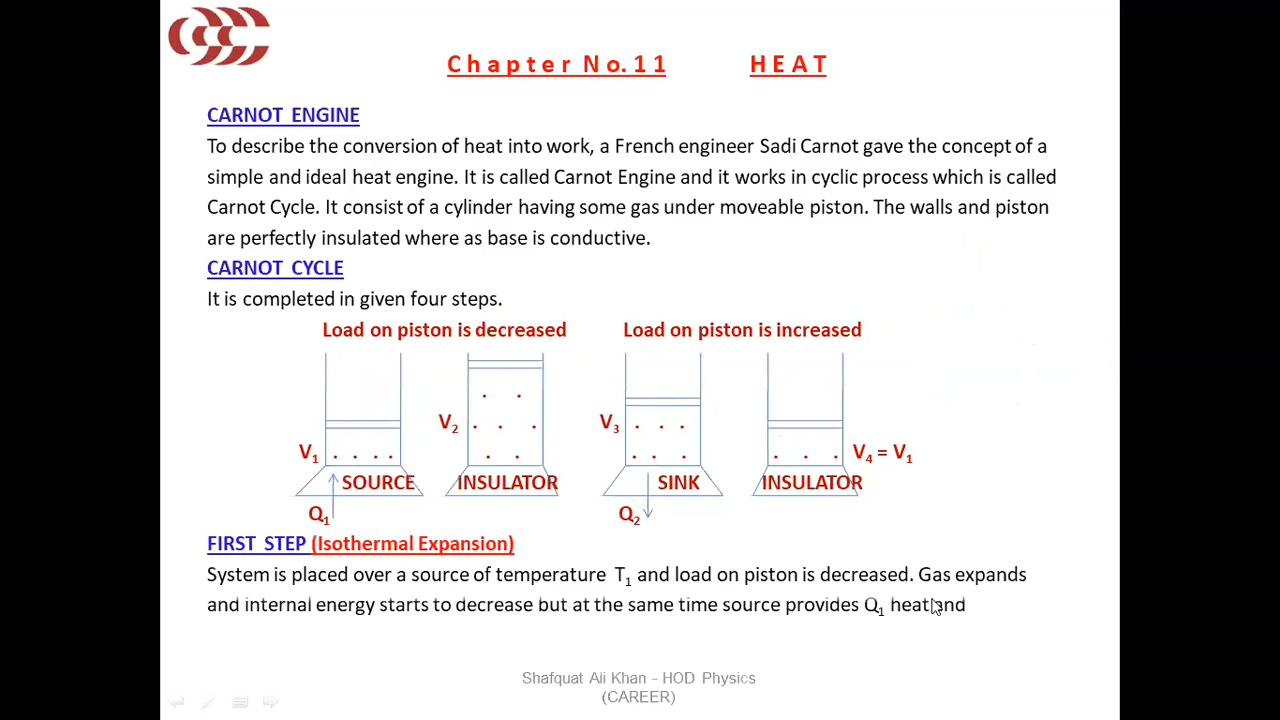 Chapter No.11 HEAT
CARNOT ENGINE
To describe the conversion of heat into work, a French engineer Sadi Carnot gave the concept of a
simple and ideal heat engine. It is called Carnot Engine and it works in cyclic process which is called
Carnot Cycle. It consist of a cylinder having some gas under moveable piston. The walls and piston
are perfectly insulated where as base is conductive.
CARNOT CYCLE
It is completed in given four steps.
Load on piston is decreased Load on piston is increased
V₂ V₃
V₁ V₄ = V₁
SOURCE INSULATOR SINK INSULATOR
Q₁ Q₂
FIRST STEP (Isothermal Expansion)
System is placed over a source of temperature T₁ and load on piston is decreased. Gas expands
and internal energy starts to decrease but at the same time source provides Q₁ heat and
Shafquat Ali Khan – HOD Physics
(CAREER)